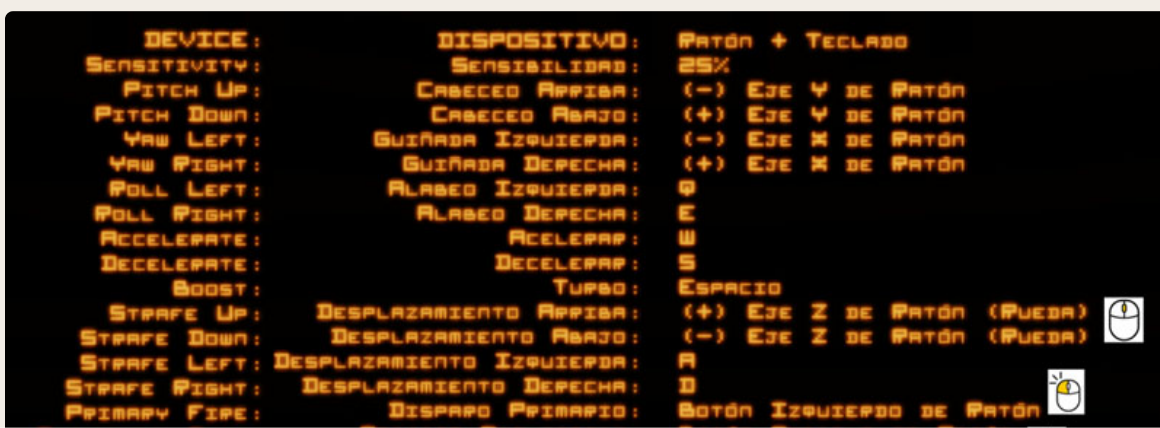 DEVICE: DISPOSITIVO: Ratón + Teclado
Sensitivity: Sensibilidad: 25%
Pitch Up: Cabeceo Arriba: (-) Eje Y de Ratón
Pitch Down: Cabeceo Abajo: (+) Eje Y de Ratón
Yaw Left: Guiñada Izquierda: (-) Eje X de Ratón
Yaw Right: Guiñada Derecha: (+) Eje X de Ratón
Roll Left: Alabeo Izquierda: Q
Roll Right: Alabeo Derecha: E
Accelerate: Acelerar: W
Decelerate: Decelerar: S
Boost: Turbo: Espacio
Strafe Up: Desplazamiento Arriba: (+) Eje Z de Ratón (Rueda)
Strafe Down: Desplazamiento Abajo: (-) Eje Z de Ratón (Rueda)
Strafe Left: Desplazamiento Izquierda: A
Strafe Right: Desplazamiento Derecha: D
Primary Fire: Disparo Primario: Botón Izquierdo de Ratón